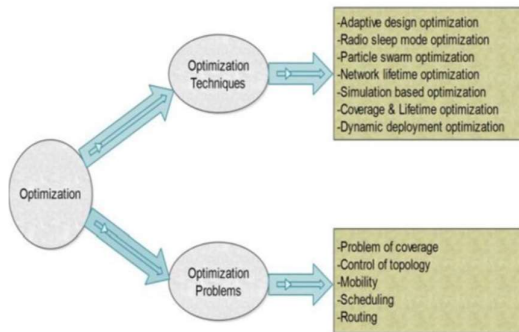 Optimization
Optimization
Techniques
-Adaptive design optimization
-Radio sleep mode optimization
-Particle swarm optimization
-Network lifetime optimization
-Simulation based optimization
-Coverage & Lifetime optimization
-Dynamic deployment optimization
Optimization
Problems
-Problem of coverage
-Control of topology
-Mobility
-Scheduling
-Routing